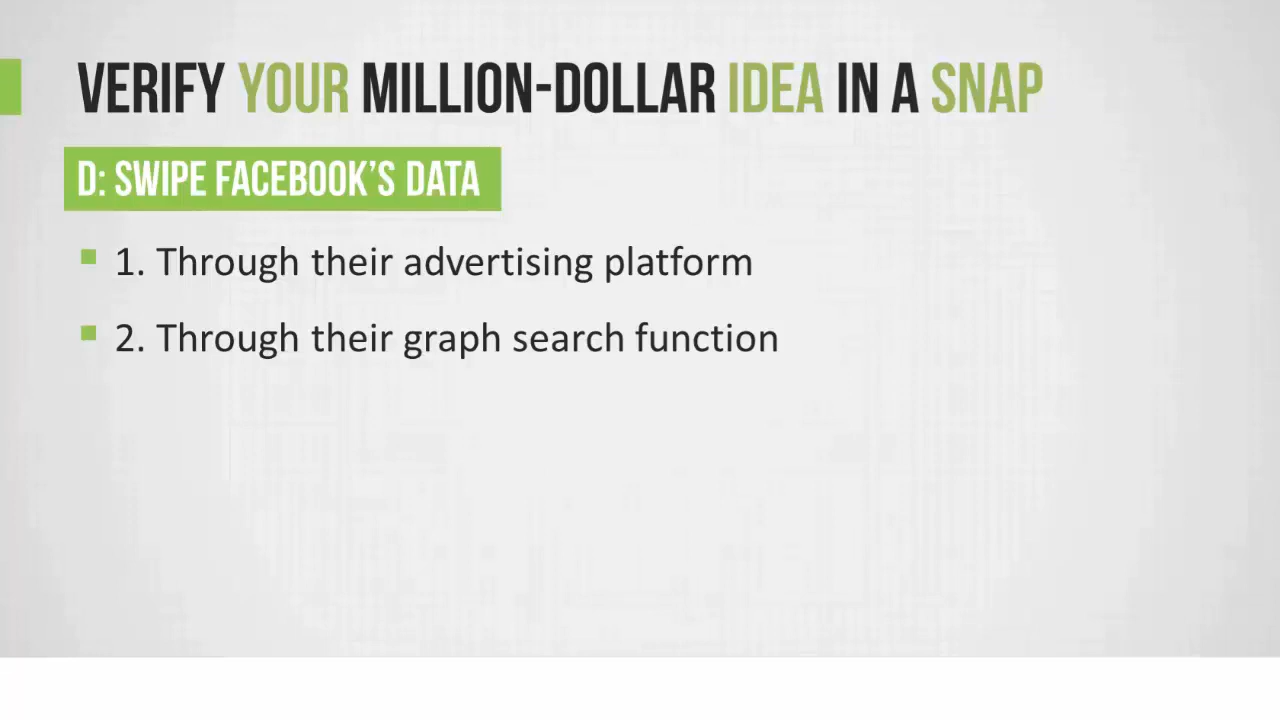 VERIFY YOUR MILLION-DOLLAR IDEA IN A SNAP
D: SWIPE FACEBOOK'S DATA
1. Through their advertising platform
2. Through their graph search function